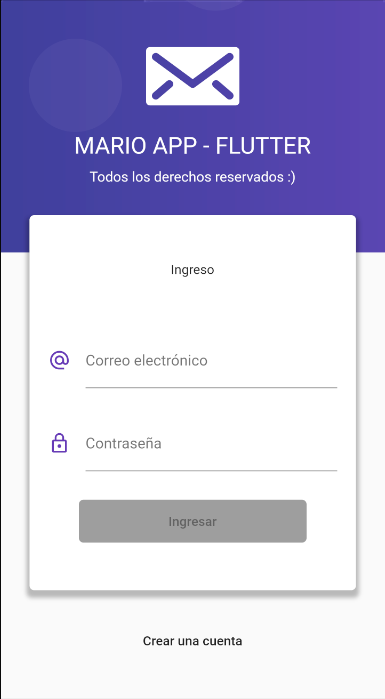 MARIO APP - FLUTTER
Todos los derechos reservados :)
Ingreso
Correo electrónico
Contraseña
Ingresar
Crear una cuenta